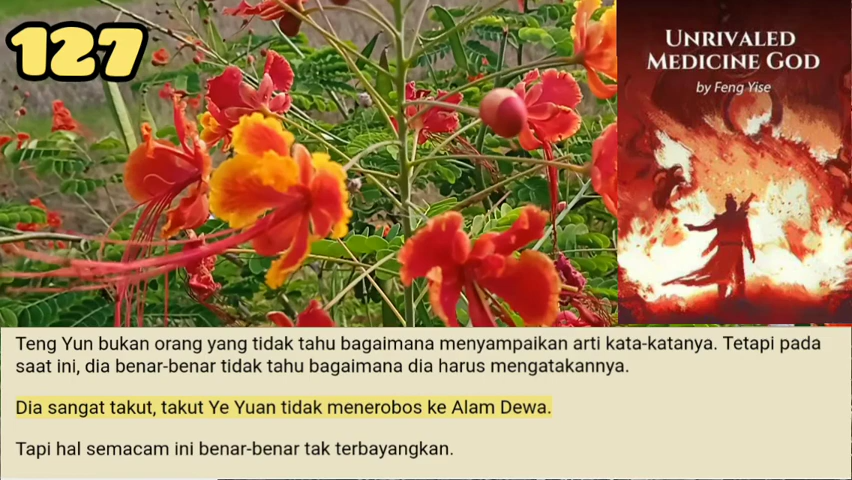 127
UNRIVALED
MEDICINE GOD
by Feng Yise
Teng Yun bukan orang yang tidak tahu bagaimana menyampaikan arti kata-katanya. Tetapi pada
saat ini, dia benar-benar tidak tahu bagaimana dia harus mengatakannya.
Dia sangat takut, takut Ye Yuan tidak menerobos ke Alam Dewa.
Tapi hal semacam ini benar-benar tak terbayangkan.